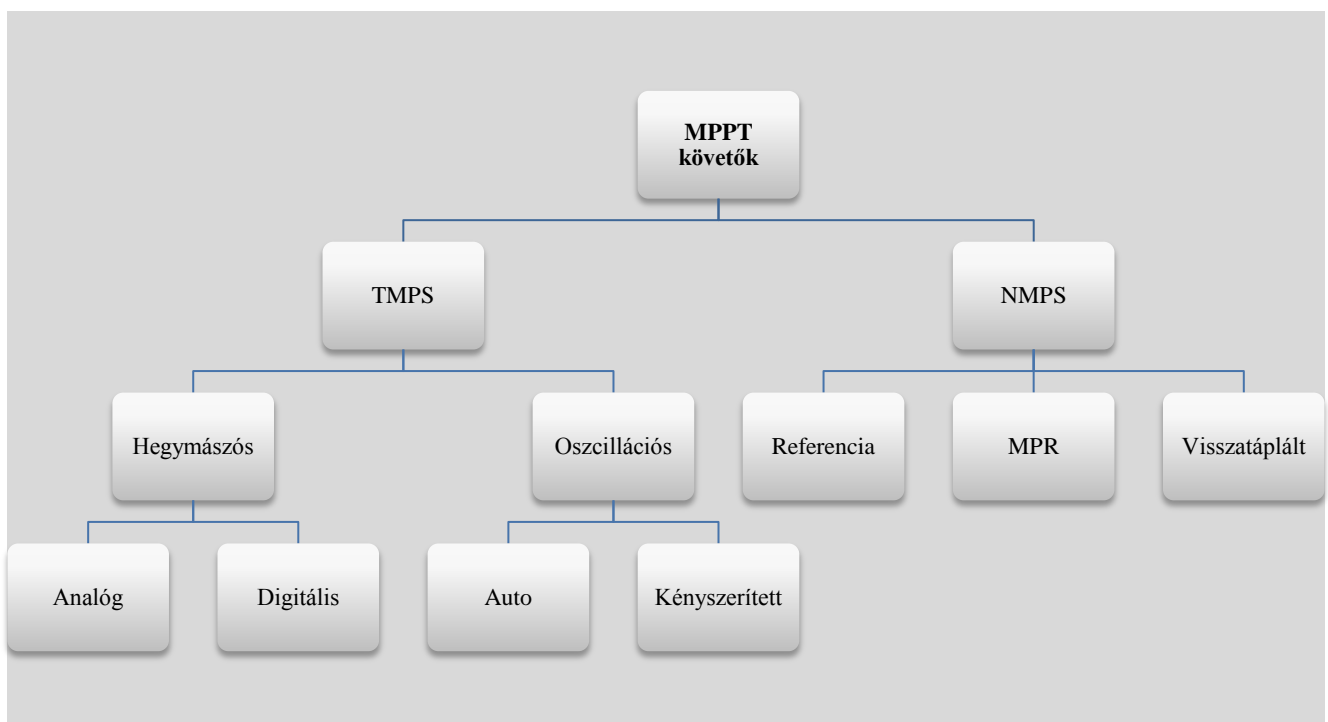 MPPT
követők
TMPS
NMPS
Hegymászós
Oszcillációs
Referencia
MPR
Visszatáplált
Analóg
Digitális
Auto
Kényszerített